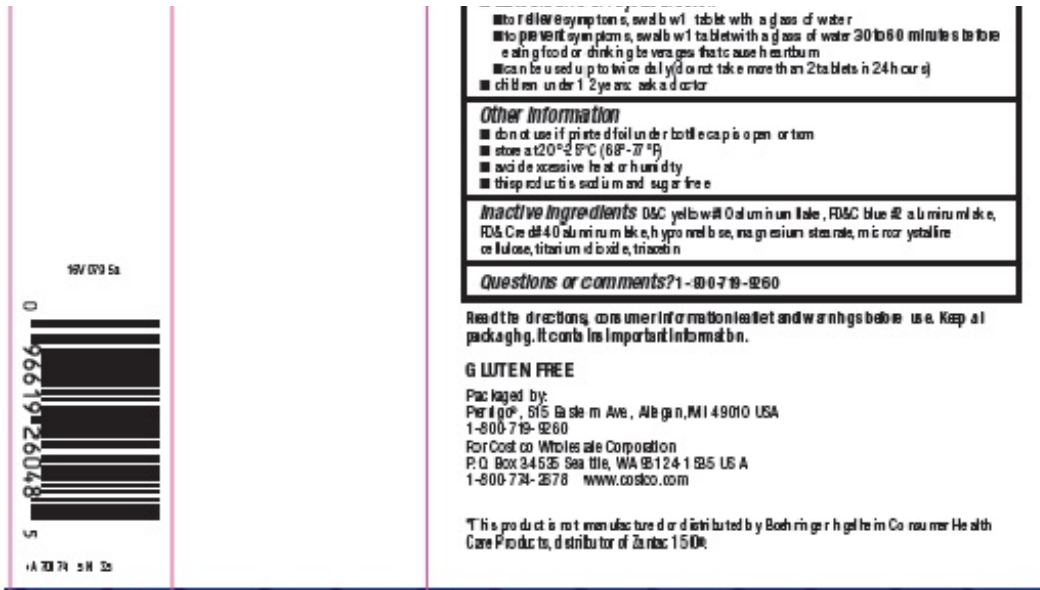 ■ to relieve symptoms, swallow 1 tablet with a glass of water
■ to prevent symptoms, swallow 1 tablet with a glass of water 30 to 60 minutes before
eating food or drinking beverages that cause heartburn
■ can be used up to twice daily (do not take more than 2 tablets in 24 hours)
■ children under 12 years: ask a doctor
Other information
■ do not use if printed foil under bottle cap is open or torn
■ store at 20°-25°C (68°-77°F)
■ avoid excessive heat or humidity
■ this product is sodium and sugar free
Inactive ingredients D&C yellow #10 aluminum lake, FD&C blue #2 aluminum lake,
FD&C red #40 aluminum lake, hypromellose, magnesium stearate, microcrystalline
cellulose, titanium dioxide, triacetin
Questions or comments? 1-800-719-9260
Read the directions, consumer information leaflet and warnings before use. Keep all
packaging. It contains important information.
GLUTEN FREE
Packaged by:
Perrigo®, 515 Eastern Ave., Allegan, MI 49010 USA
1-800-719-9260
For Costco Wholesale Corporation
P.O. Box 34535 Seattle, WA 98124-1535 USA
1-800-774-2678 www.costco.com
*This product is not manufactured or distributed by Boehringer Ingelheim Consumer Health
Care Products, distributor of Zantac 150®.
0 96619 26048 5